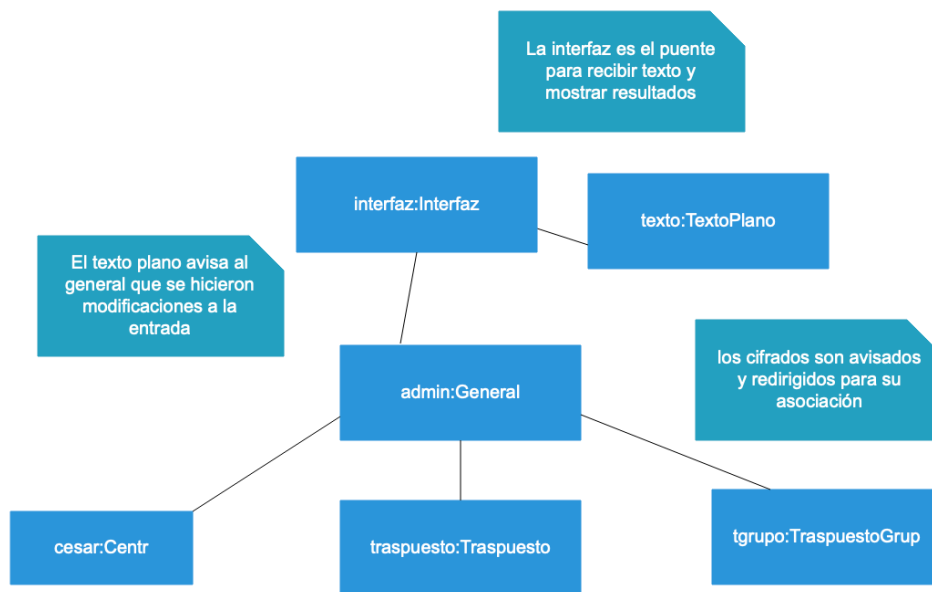 La interfaz es el puente
para recibir texto y
mostrar resultados
interfaz:Interfaz
texto:TextoPlano
El texto plano avisa al
general que se hicieron
modificaciones a la
entrada
los cifrados son avisados
y redirigidos para su
asociación
admin:General
cesar:Centr
traspuesto:Traspuesto
tgrupo:TraspuestoGrup